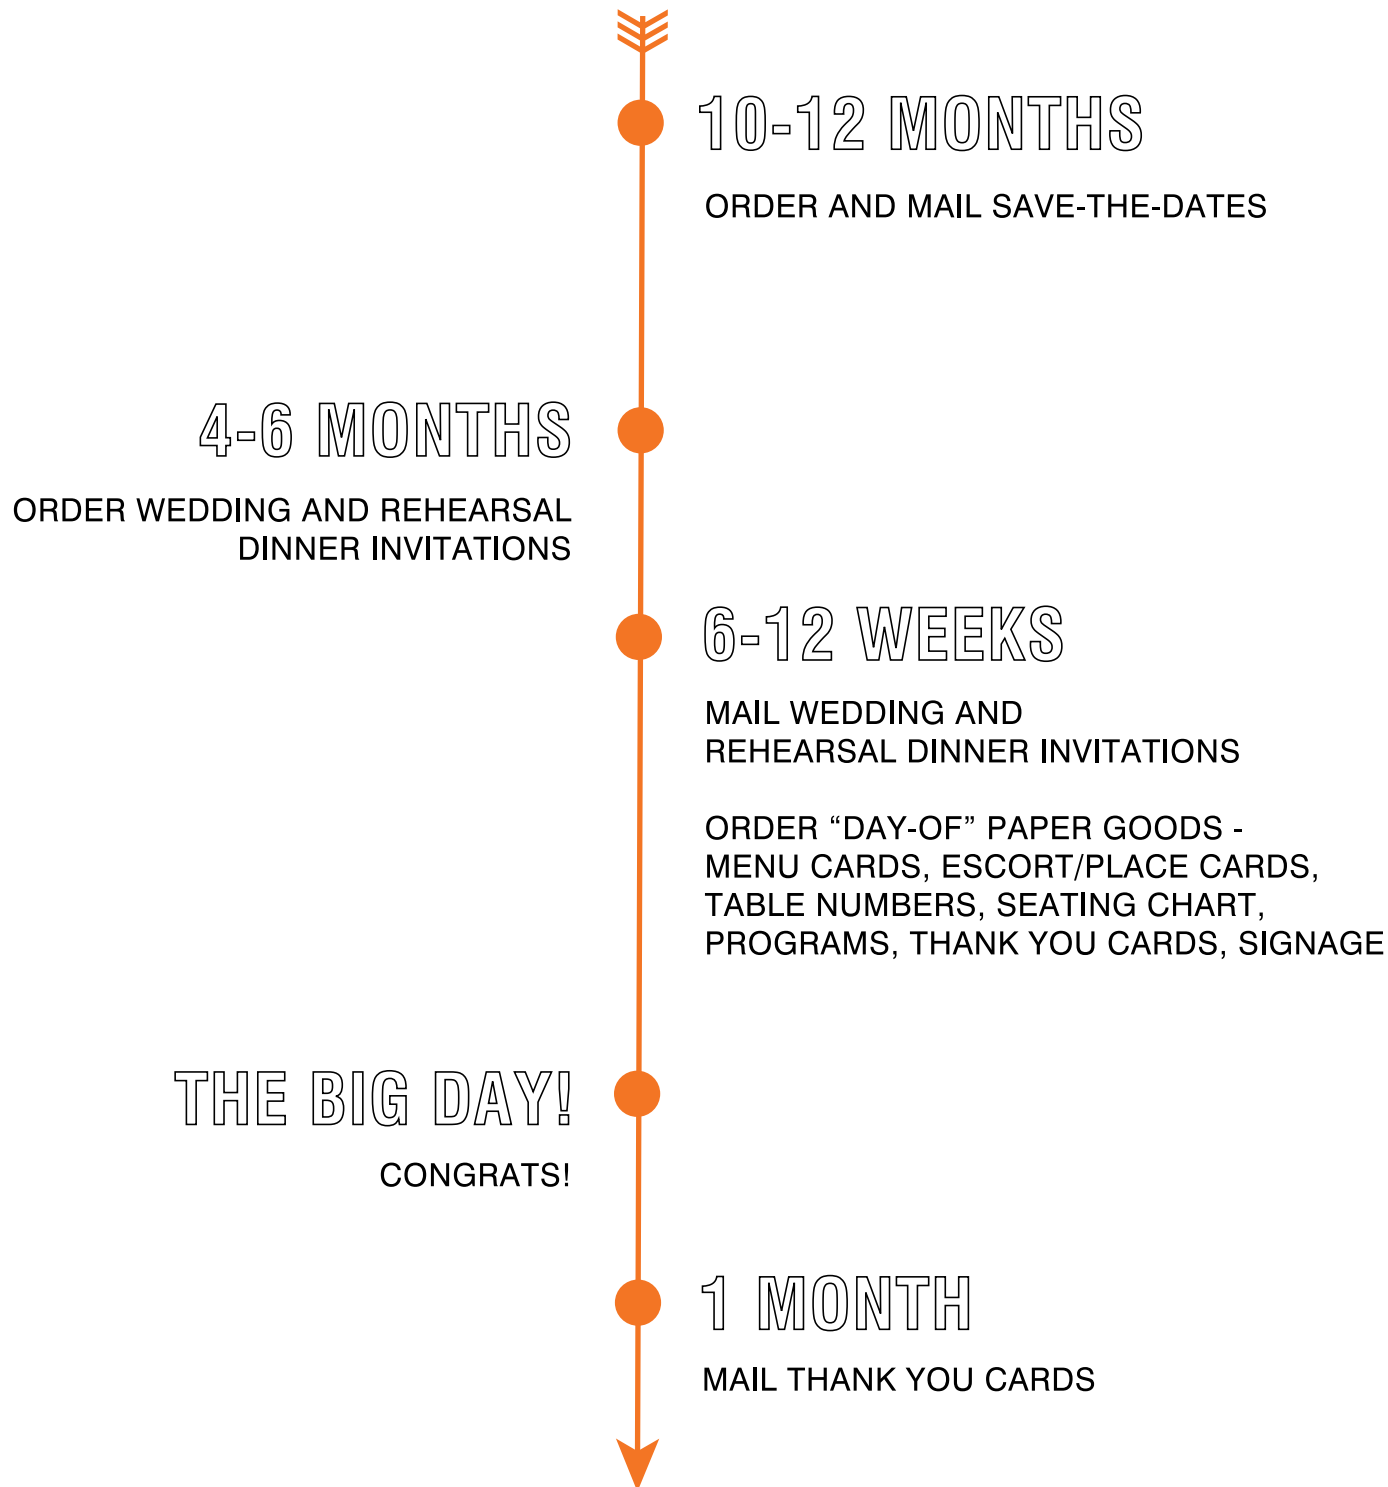 10-12 MONTHS
ORDER AND MAIL SAVE-THE-DATES
4-6 MONTHS
ORDER WEDDING AND REHEARSAL
DINNER INVITATIONS
6-12 WEEKS
MAIL WEDDING AND
REHEARSAL DINNER INVITATIONS
ORDER “DAY-OF” PAPER GOODS -
MENU CARDS, ESCORT/PLACE CARDS,
TABLE NUMBERS, SEATING CHART,
PROGRAMS, THANK YOU CARDS, SIGNAGE
THE BIG DAY!
CONGRATS!
1 MONTH
MAIL THANK YOU CARDS